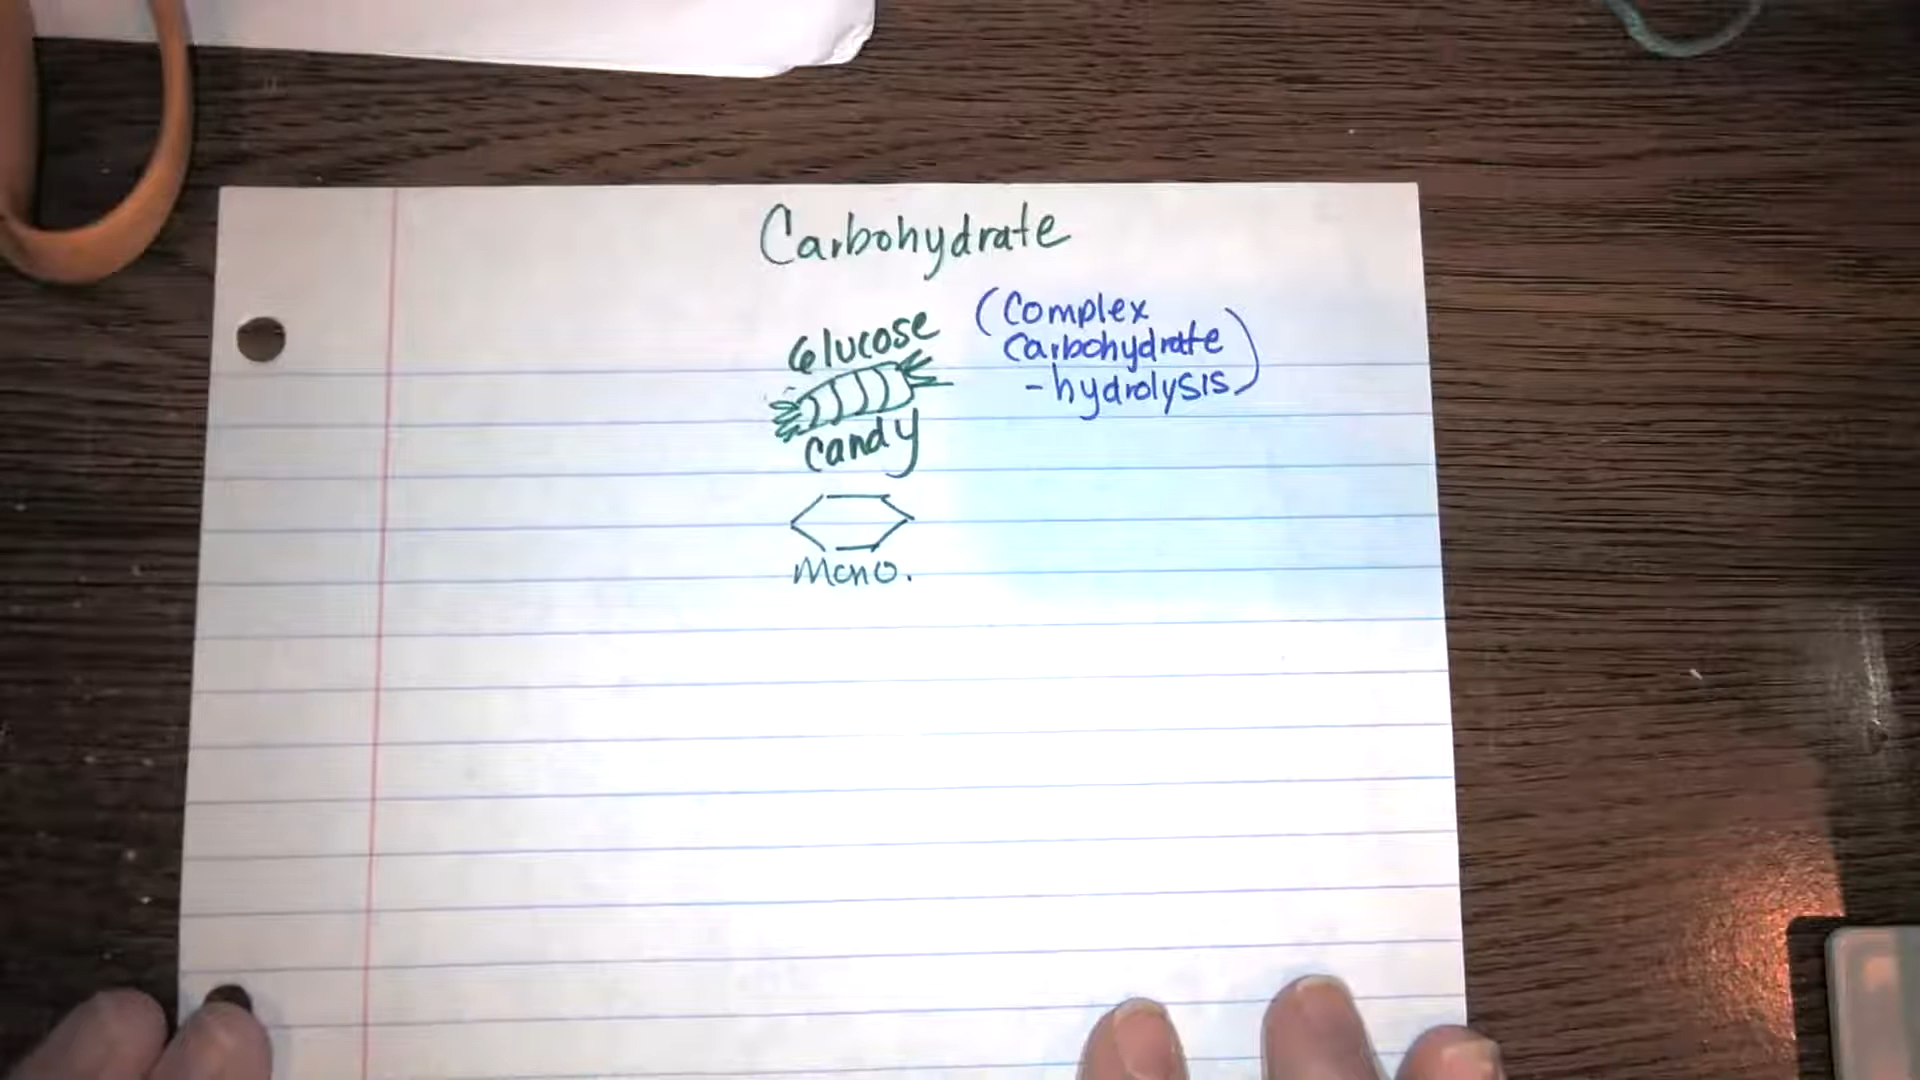 Carbohydrate
Glucose
candy
(Complex
Carbohydrate
- hydrolysis)
Mono.